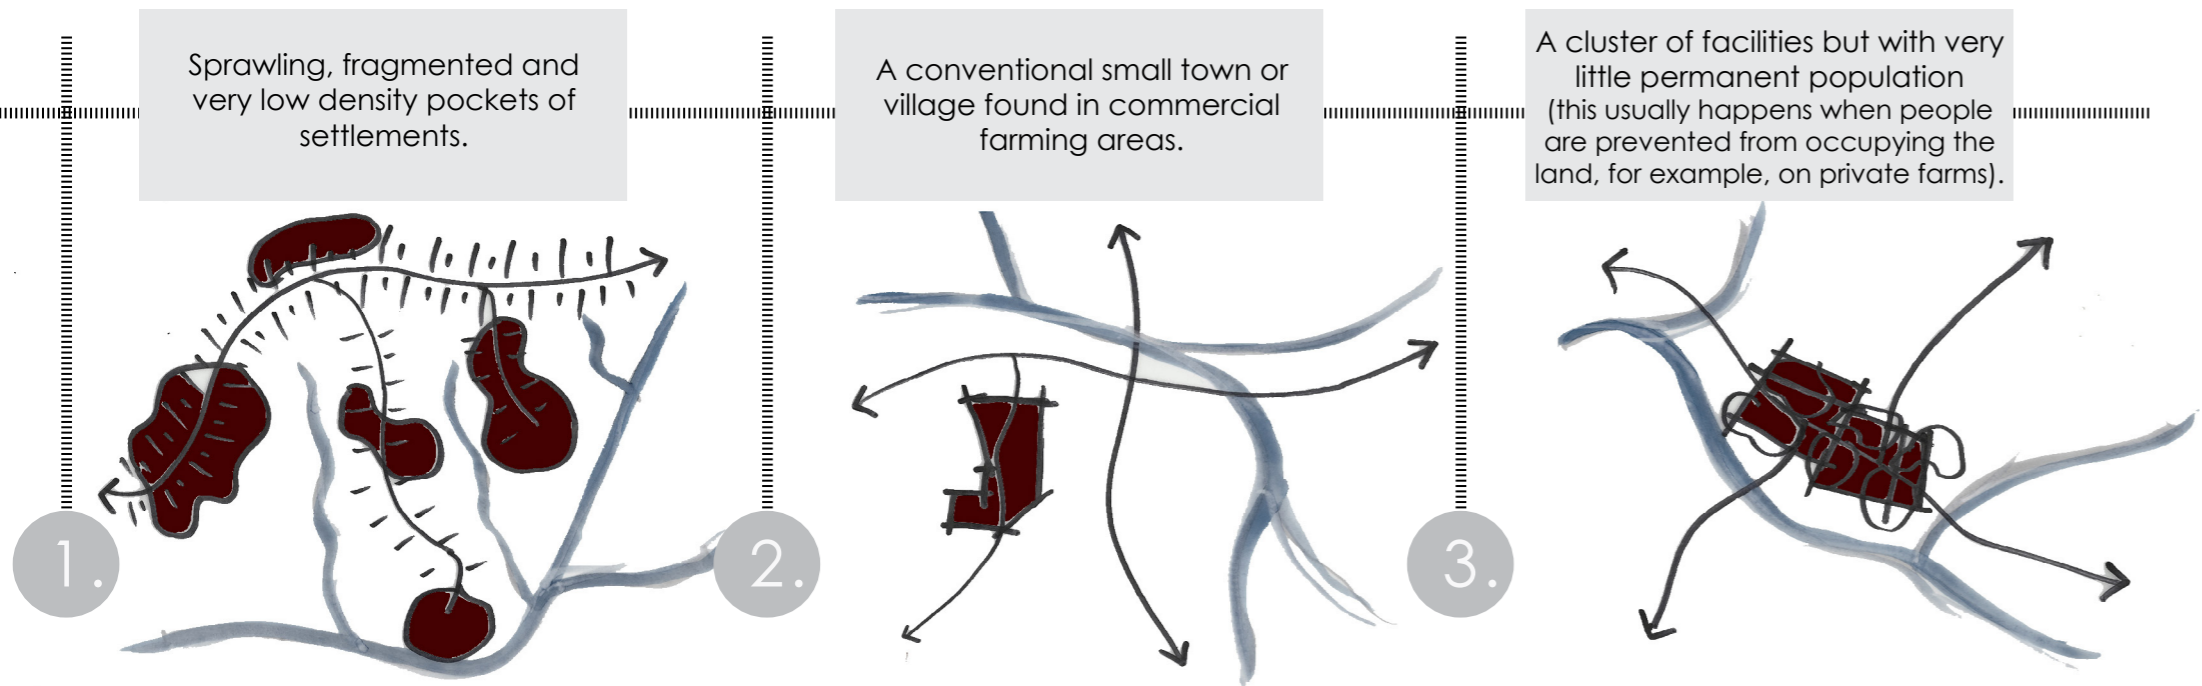 Sprawling, fragmented and
very low density pockets of
settlements.
A conventional small town or
village found in commercial
farming areas.
A cluster of facilities but with very
little permanent population
(this usually happens when people
are prevented from occupying the
land, for example, on private farms).
1.
2.
3.